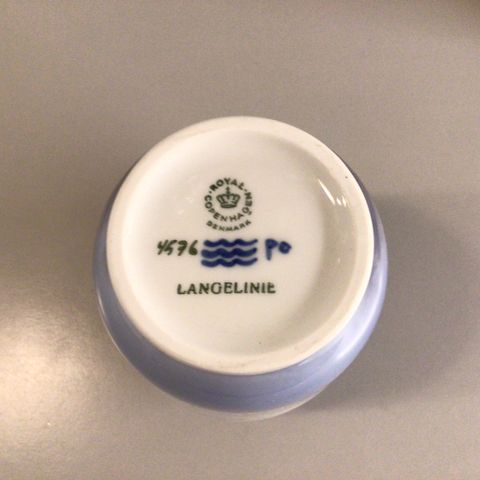 ROYAL
COPENHAGEN
DENMARK
4576 PO
LANGELINIE